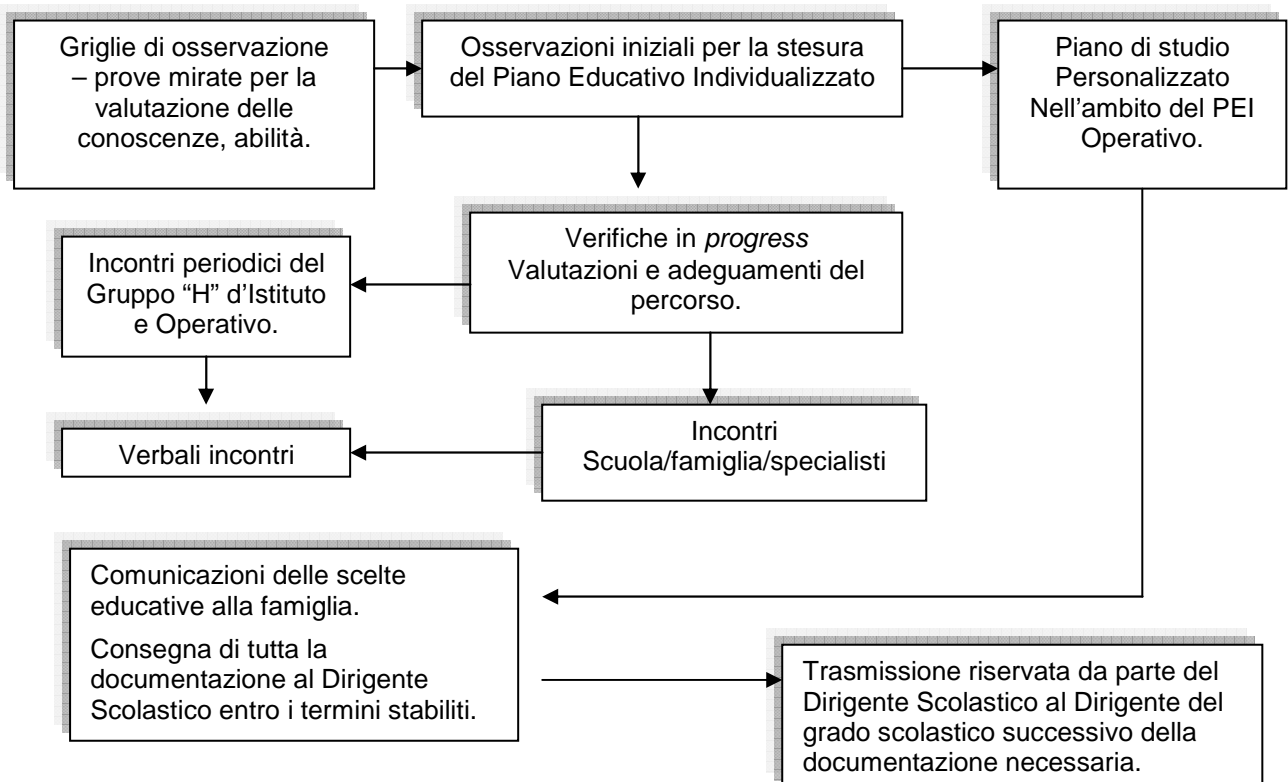 Griglie di osservazione
– prove mirate per la
valutazione delle
conoscenze, abilità.
Osservazioni iniziali per la stesura
del Piano Educativo Individualizzato
Piano di studio
Personalizzato
Nell’ambito del PEI
Operativo.
Verifiche in progress
Valutazioni e adeguamenti del
percorso.
Incontri periodici del
Gruppo “H” d’Istituto
e Operativo.
Verbali incontri
Incontri
Scuola/famiglia/specialisti
Comunicazioni delle scelte
educative alla famiglia.
Consegna di tutta la
documentazione al Dirigente
Scolastico entro i termini stabiliti.
Trasmissione riservata da parte del
Dirigente Scolastico al Dirigente del
grado scolastico successivo della
documentazione necessaria.